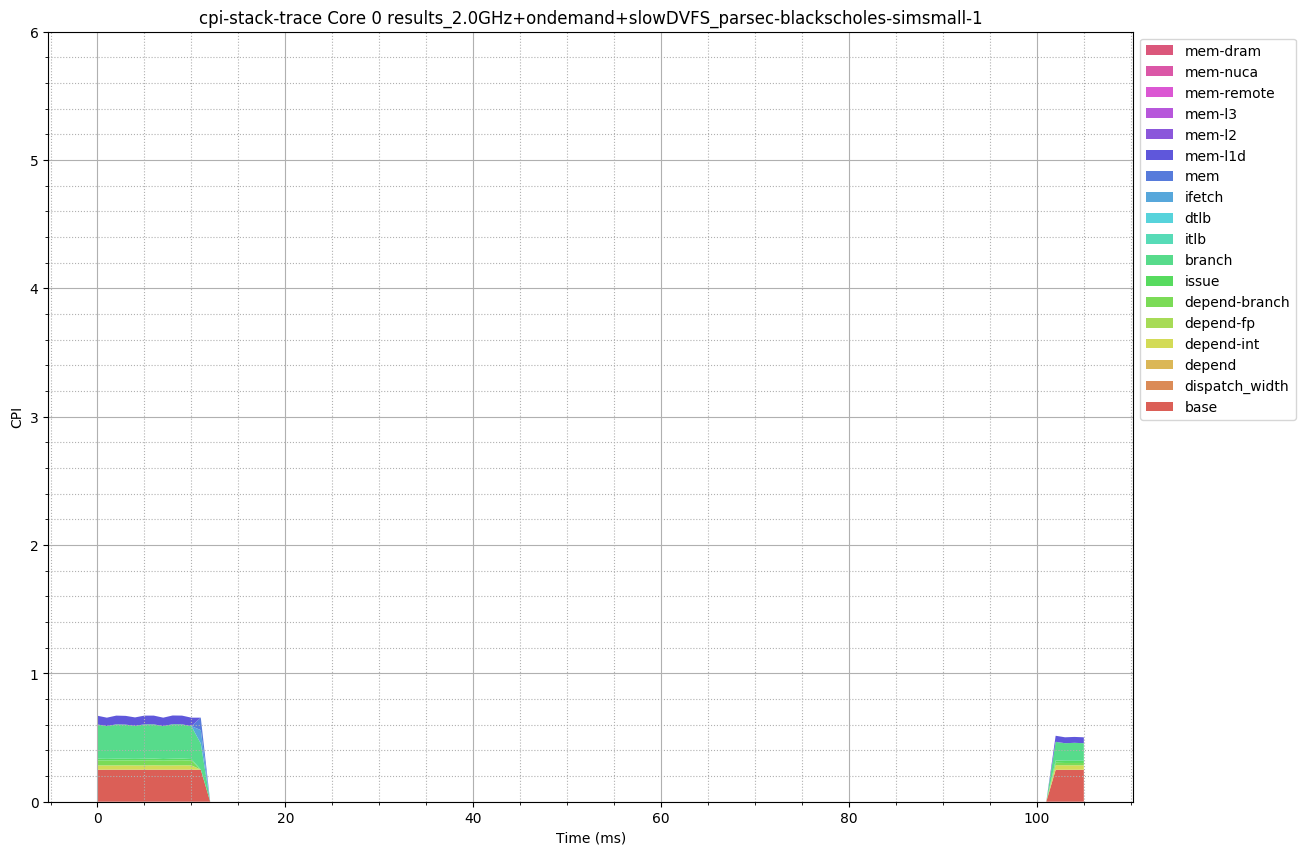 cpi-stack-trace Core 0 results_2.0GHz+ondemand+slowDVFS_parsec-blackscholes-simsmall-1
6
5
4
3
2
1
0
CPI
0 20 40 60 80 100
Time (ms)
mem-dram
mem-nuca
mem-remote
mem-l3
mem-l2
mem-l1d
mem
ifetch
dtlb
itlb
branch
issue
depend-branch
depend-fp
depend-int
depend
dispatch_width
base